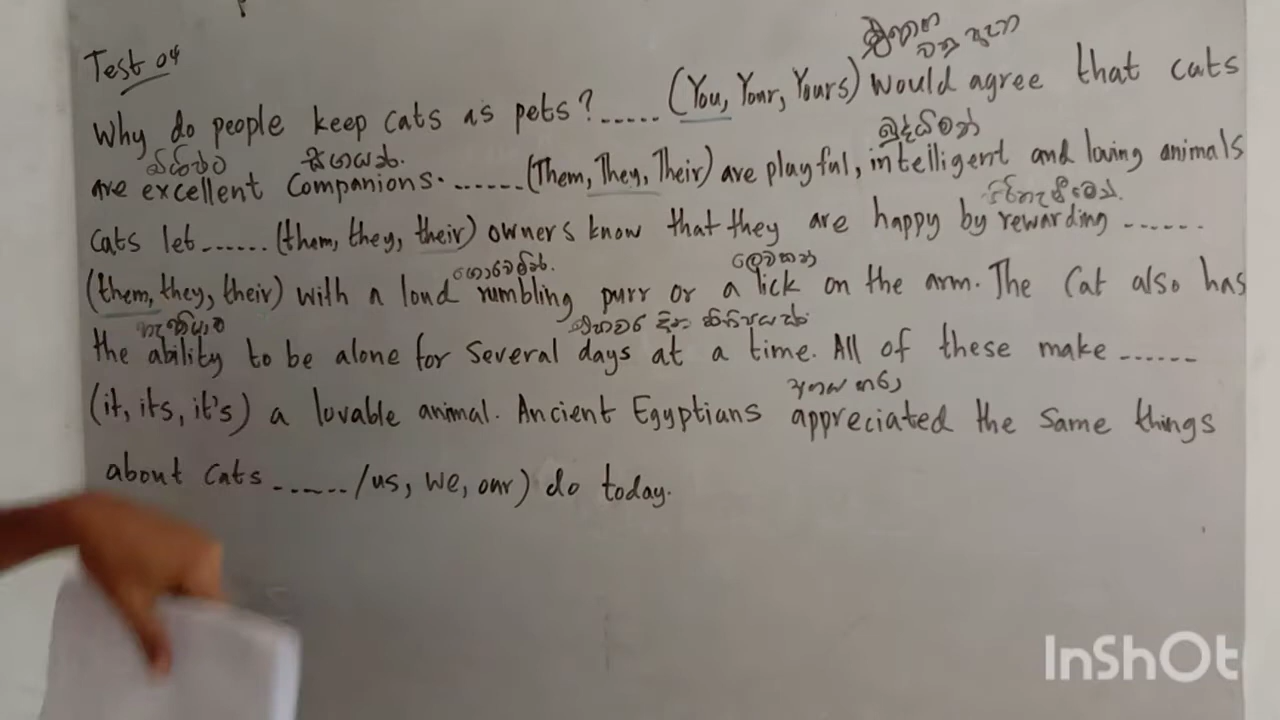 Test 04
Why do people keep cats as pets?...... (You, Your, Yours) would agree that cats
are excellent companions....... (Them, They, Their) are playful, intelligent and loving animals
cats let ....... (them, they, their) owners know that they are happy by rewarding .......
(them, they, their) with a loud rumbling purr or a lick on the arm. The Cat also has
හැකියාව
the ability to be alone for several days at a time. All of these make .......
(it, its, it's) a lovable animal. Ancient Egyptians appreciated the same things
about cats ....... /us, we, our) do today.
InShOt